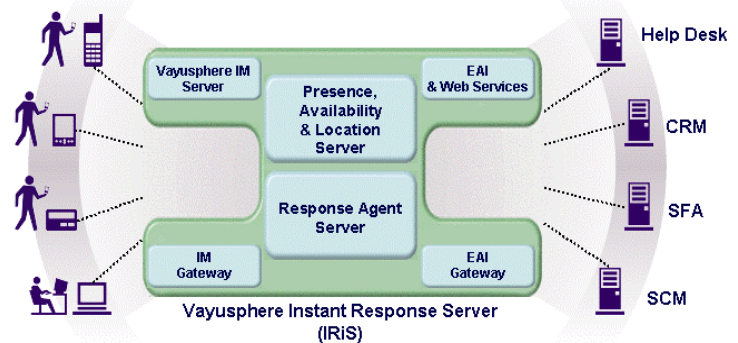 Help Desk
Vayusphere IM
Server
EAI
& Web Services
Presence,
Availability
& Location
Server
CRM
SFA
Response Agent
Server
IM
Gateway
EAI
Gateway
SCM
Vayusphere Instant Response Server
(IRiS)